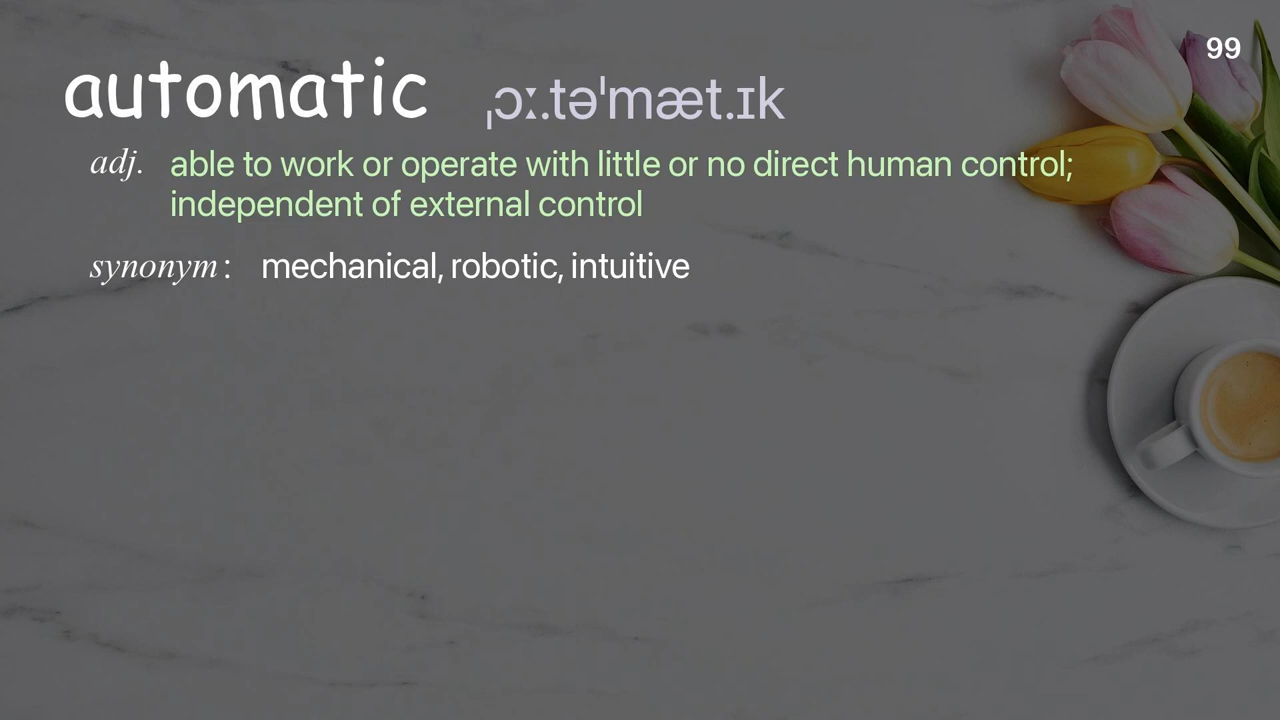 99
automatic ˌɔː.təˈmæt.ɪk
adj. able to work or operate with little or no direct human control;
independent of external control
synonym : mechanical, robotic, intuitive